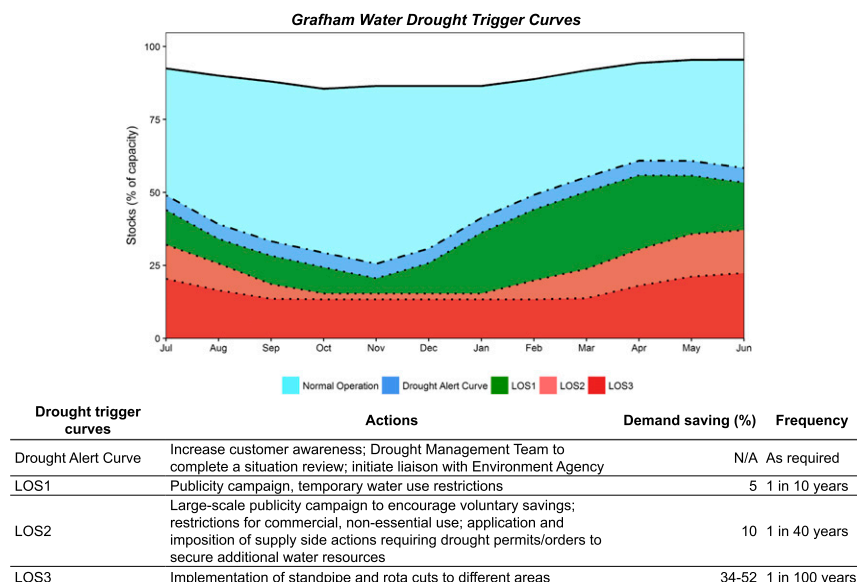 Grafham Water Drought Trigger Curves
100
75
50
25
0
Stocks (% of capacity)
Jul Aug Sep Oct Nov Dec Jan Feb Mar Apr May Jun
Normal Operation Drought Alert Curve LOS1 LOS2 LOS3
Drought trigger
curves Actions Demand saving (%) Frequency
Drought Alert Curve Increase customer awareness; Drought Management Team to
complete a situation review; initiate liaison with Environment Agency N/A As required
LOS1 Publicity campaign, temporary water use restrictions 5 1 in 10 years
LOS2 Large-scale publicity campaign to encourage voluntary savings;
restrictions for commercial, non-essential use; application and
imposition of supply side actions requiring drought permits/orders to
secure additional water resources 10 1 in 40 years
LOS3 Implementation of standpipe and rota cuts to different areas 34-52 1 in 100 years